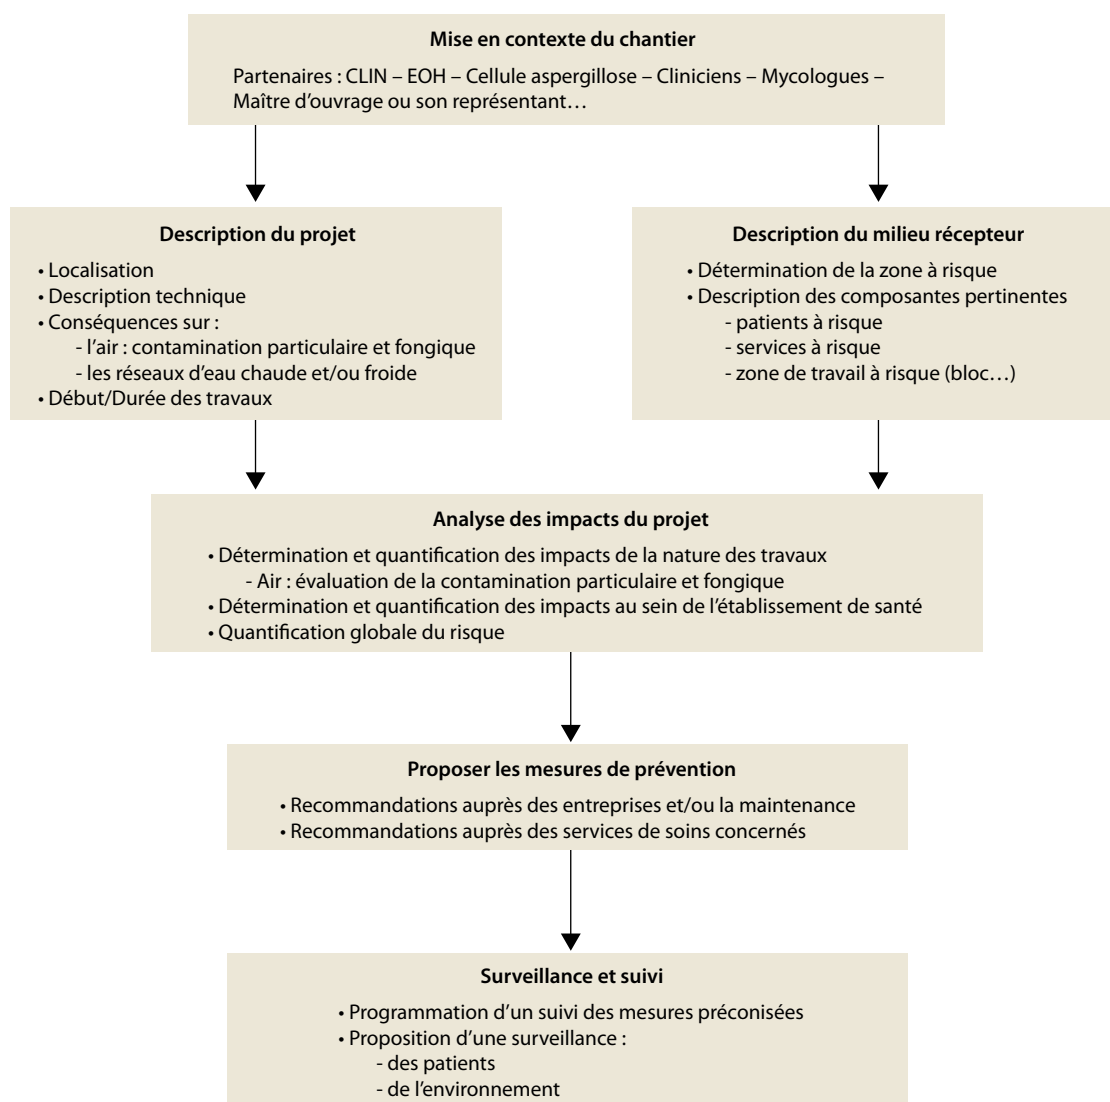 Mise en contexte du chantier
Partenaires : CLIN – EOH – Cellule aspergillose – Cliniciens – Mycologues –
Maître d’ouvrage ou son représentant…
Description du projet
• Localisation
• Description technique
• Conséquences sur :
- l’air : contamination particulaire et fongique
- les réseaux d’eau chaude et/ou froide
• Début/Durée des travaux
Description du milieu récepteur
• Détermination de la zone à risque
• Description des composantes pertinentes
- patients à risque
- services à risque
- zone de travail à risque (bloc…)
Analyse des impacts du projet
• Détermination et quantification des impacts de la nature des travaux
- Air : évaluation de la contamination particulaire et fongique
• Détermination et quantification des impacts au sein de l’établissement de santé
• Quantification globale du risque
Proposer les mesures de prévention
• Recommandations auprès des entreprises et/ou la maintenance
• Recommandations auprès des services de soins concernés
Surveillance et suivi
• Programmation d’un suivi des mesures préconisées
• Proposition d’une surveillance :
- des patients
- de l’environnement